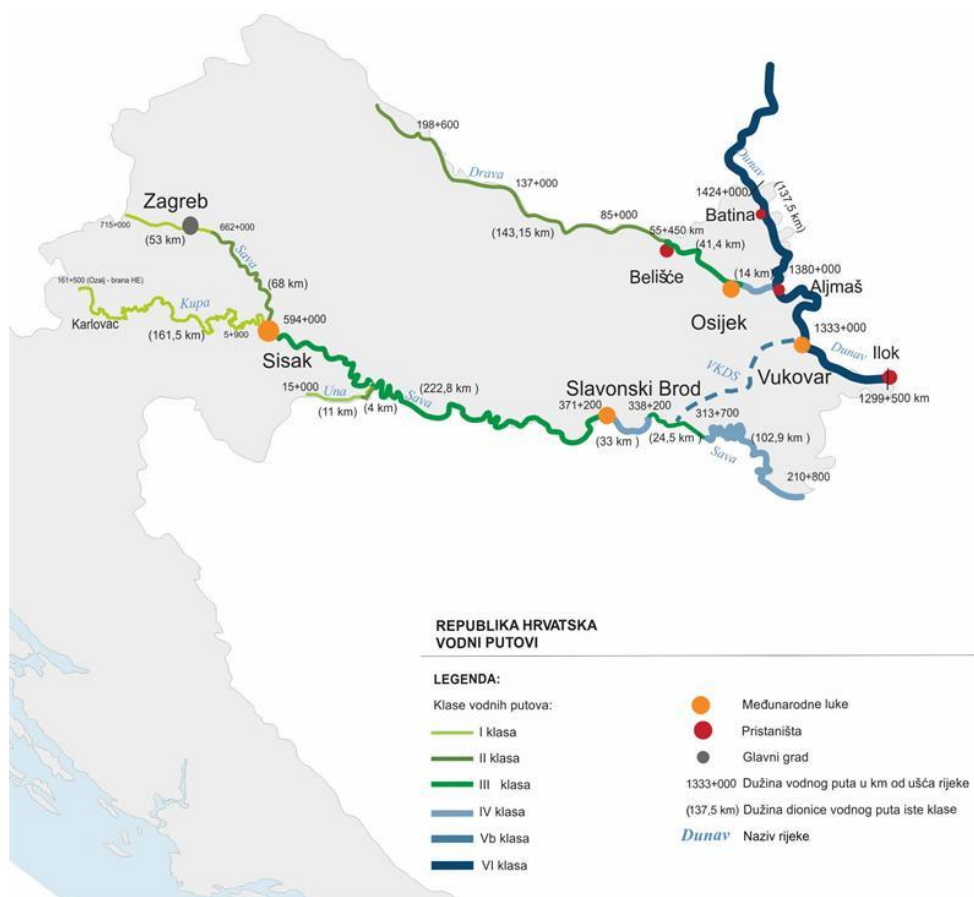 198+600
Drava
137+000
Dunav
1424+000
(137,5 km)
Zagreb
715+000
(53 km)
662+000
Sava
(143,15 km)
85+000
55+450 km
(41,4 km)
Batina
Belišće
(14 km)
1380+000
Aljmaš
(68 km)
161+500 (Ozalj - brana HE)
Kupa
Karlovac
(161,5 km)
5+900
594+000
Sisak
Osijek
1333+000
Dunav
Ilok
VKDS
Vukovar
1299+500 km
15+000
Una
(11 km)
(4 km)
Sava
(222,8 km )
Slavonski Brod
371+200
338+200
313+700
(33 km )
(24,5 km)
(102,9 km )
Sava
210+800
REPUBLIKA HRVATSKA
VODNI PUTOVI
LEGENDA:
Klase vodnih putova:
I klasa
II klasa
III klasa
IV klasa
Vb klasa
VI klasa
Međunarodne luke
Pristaništa
Glavni grad
1333+000 Dužina vodnog puta u km od ušća rijeke
(137,5 km) Dužina dionice vodnog puta iste klase
Dunav Naziv rijeke